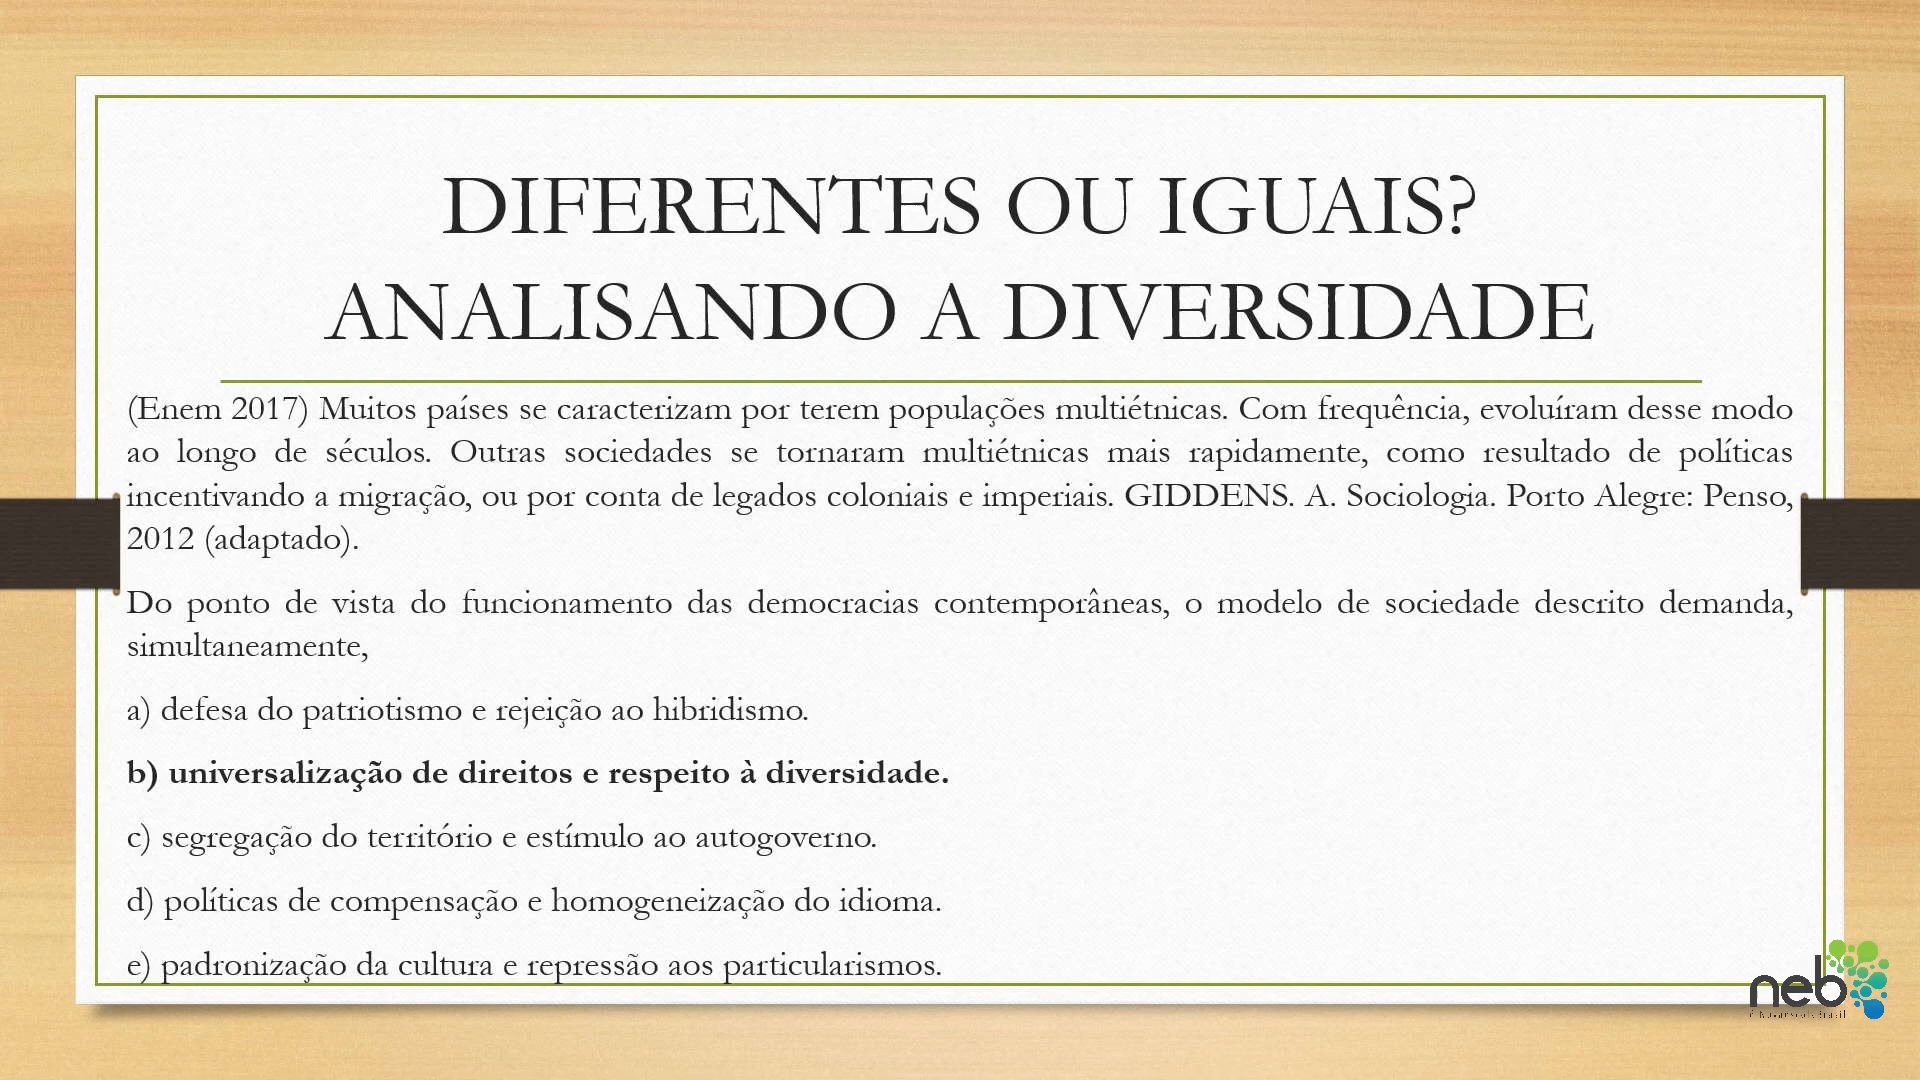 DIFERENTES OU IGUAIS?
ANALISANDO A DIVERSIDADE
(Enem 2017) Muitos países se caracterizam por terem populações multiétnicas. Com frequência, evoluíram desse modo
ao longo de séculos. Outras sociedades se tornaram multiétnicas mais rapidamente, como resultado de políticas
incentivando a migração, ou por conta de legados coloniais e imperiais. GIDDENS. A. Sociologia. Porto Alegre: Penso,
2012 (adaptado).
Do ponto de vista do funcionamento das democracias contemporâneas, o modelo de sociedade descrito demanda,
simultaneamente,
a) defesa do patriotismo e rejeição ao hibridismo.
b) universalização de direitos e respeito à diversidade.
c) segregação do território e estímulo ao autogoverno.
d) políticas de compensação e homogeneização do idioma.
e) padronização da cultura e repressão aos particularismos.
neb